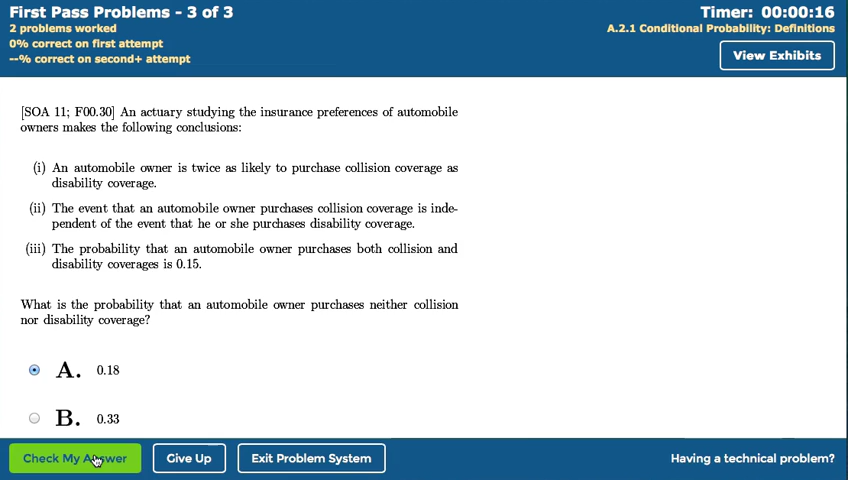 First Pass Problems - 3 of 3
2 problems worked
0% correct on first attempt
--% correct on second+ attempt
Timer: 00:00:16
A.2.1 Conditional Probability: Definitions
View Exhibits
[SOA 11; F00.30] An actuary studying the insurance preferences of automobile
owners makes the following conclusions:
(i) An automobile owner is twice as likely to purchase collision coverage as
disability coverage.
(ii) The event that an automobile owner purchases collision coverage is inde-
pendent of the event that he or she purchases disability coverage.
(iii) The probability that an automobile owner purchases both collision and
disability coverages is 0.15.
What is the probability that an automobile owner purchases neither collision
nor disability coverage?
A. 0.18
B. 0.33
Check My Answer
Give Up
Exit Problem System
Having a technical problem?